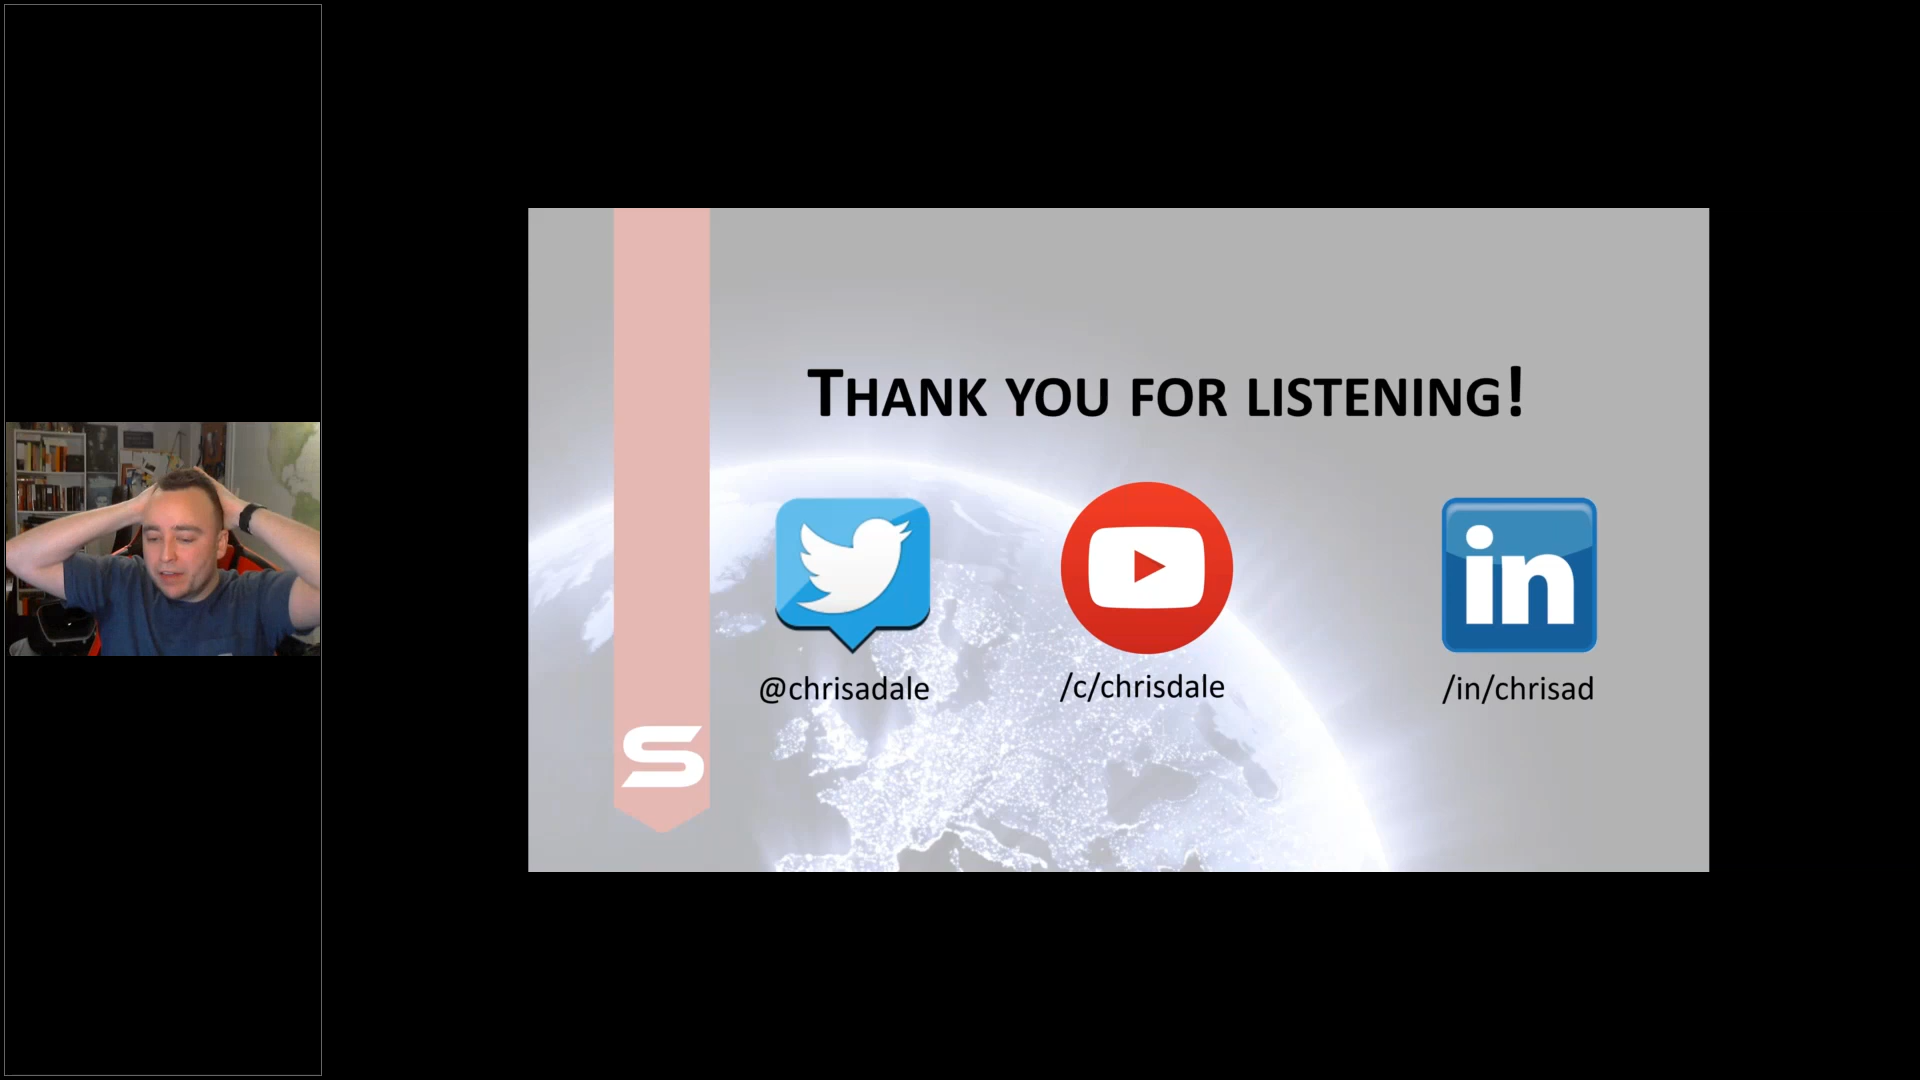 THANK YOU FOR LISTENING!
in
@chrisadale
/c/chrisdale
/in/chrisad
S